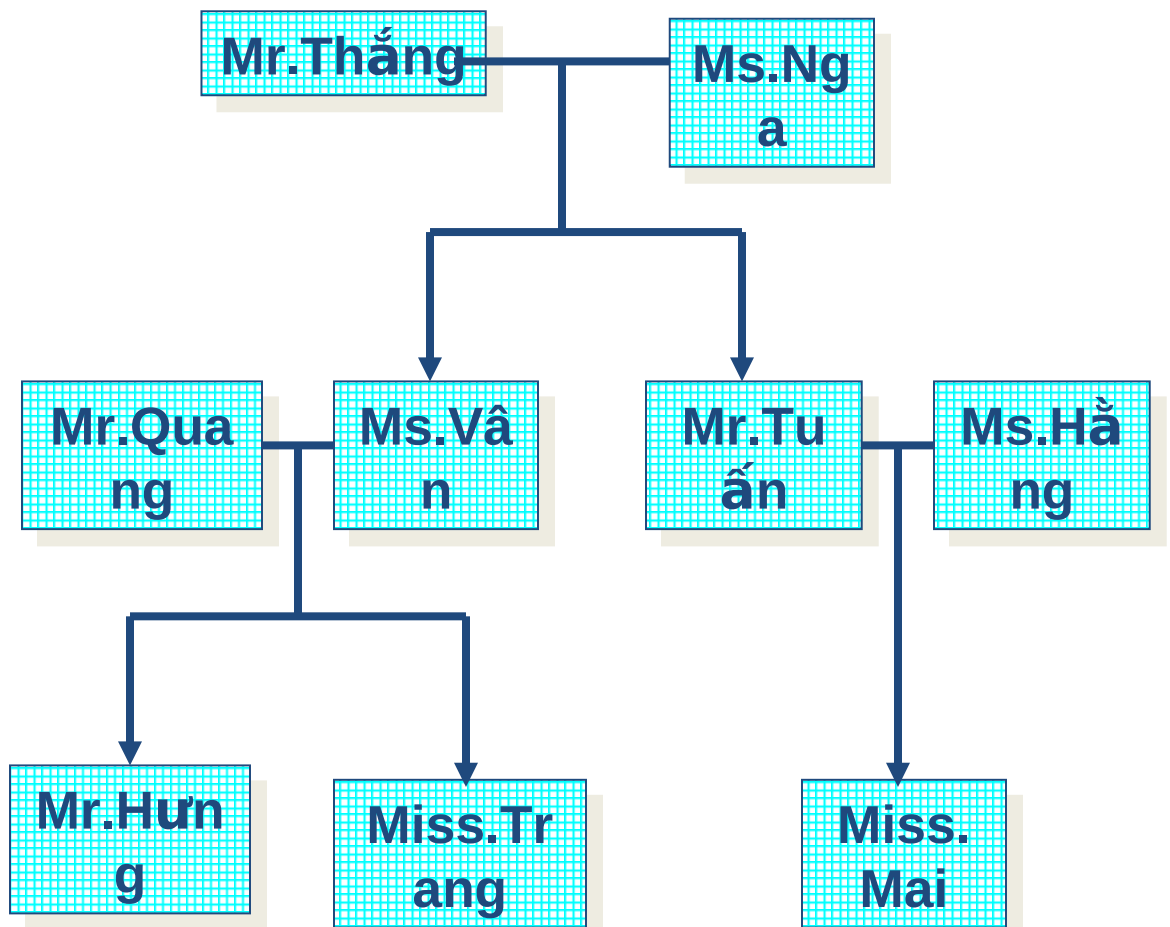 Mr.Thắng
Ms.Ng
a
Mr.Qua
ng
Ms.Vâ
n
Mr.Tu
ấn
Ms.Hằ
ng
Mr.Hưn
g
Miss.Tr
ang
Miss.
Mai